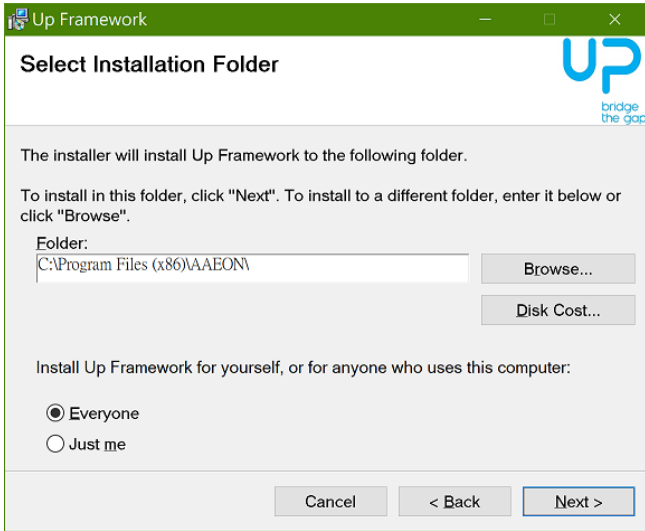 Up Framework
Select Installation Folder
UP
bridge
the gap
The installer will install Up Framework to the following folder.
To install in this folder, click "Next". To install to a different folder, enter it below or
click "Browse".
Folder:
C:\Program Files (x86)\AAEON\
Browse...
Disk Cost...
Install Up Framework for yourself, or for anyone who uses this computer:
Everyone
Just me
Cancel
< Back
Next >